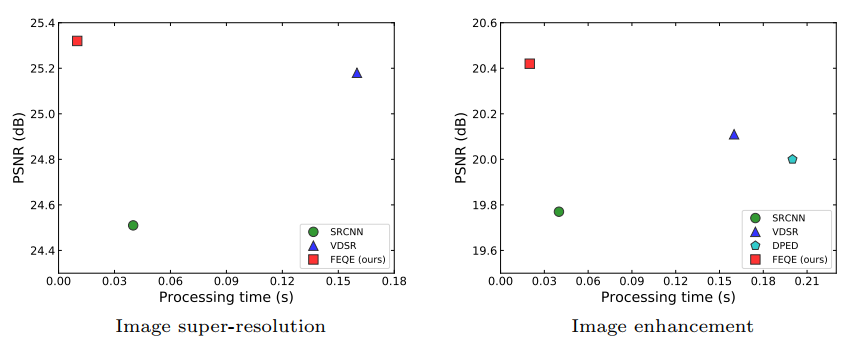 25.4
25.2
25.0
24.8
24.6
24.4
PSNR (dB)
0.00 0.03 0.06 0.09 0.12 0.15 0.18
Processing time (s)
SRCNN
VDSR
FEQE (ours)
Image super-resolution
20.6
20.4
20.2
20.0
19.8
19.6
PSNR (dB)
0.00 0.03 0.06 0.09 0.12 0.15 0.18 0.21
Processing time (s)
SRCNN
VDSR
DPED
FEQE (ours)
Image enhancement